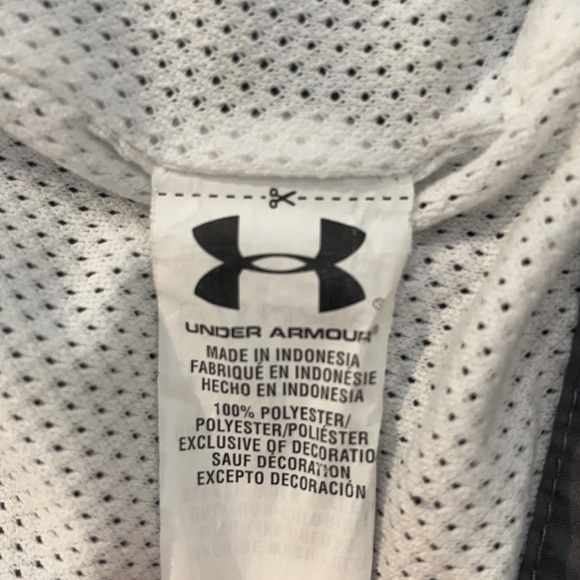 UNDER ARMOUR®
MADE IN INDONESIA
FABRIQUÉ EN INDONÉSIE
HECHO EN INDONESIA
100% POLYESTER/
POLYESTER/POLIÉSTER
EXCLUSIVE OF DECORATIO
SAUF DÉCORATION
EXCEPTO DECORACIÓN